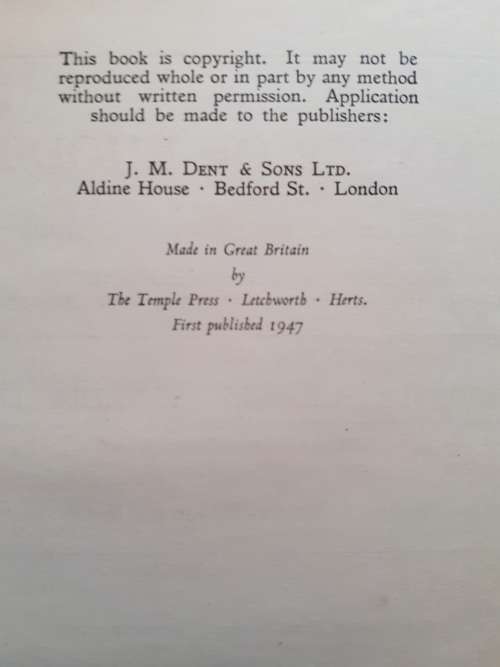 This book is copyright. It may not be
reproduced whole or in part by any method
without written permission. Application
should be made to the publishers:
J. M. DENT & SONS LTD.
Aldine House · Bedford St. · London
Made in Great Britain
by
The Temple Press · Letchworth · Herts.
First published 1947